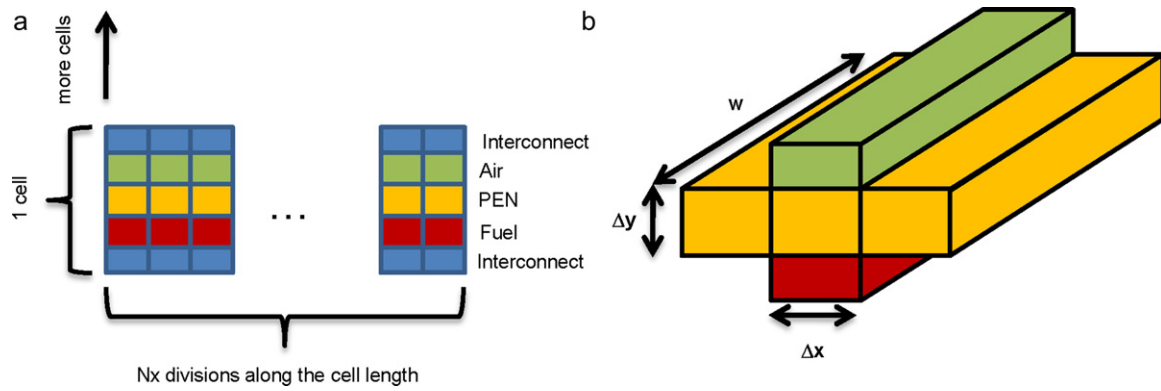 a
more cells
1 cell
Interconnect
Air
PEN
Fuel
Interconnect
...
Nx divisions along the cell length
b
w
Δy
Δx